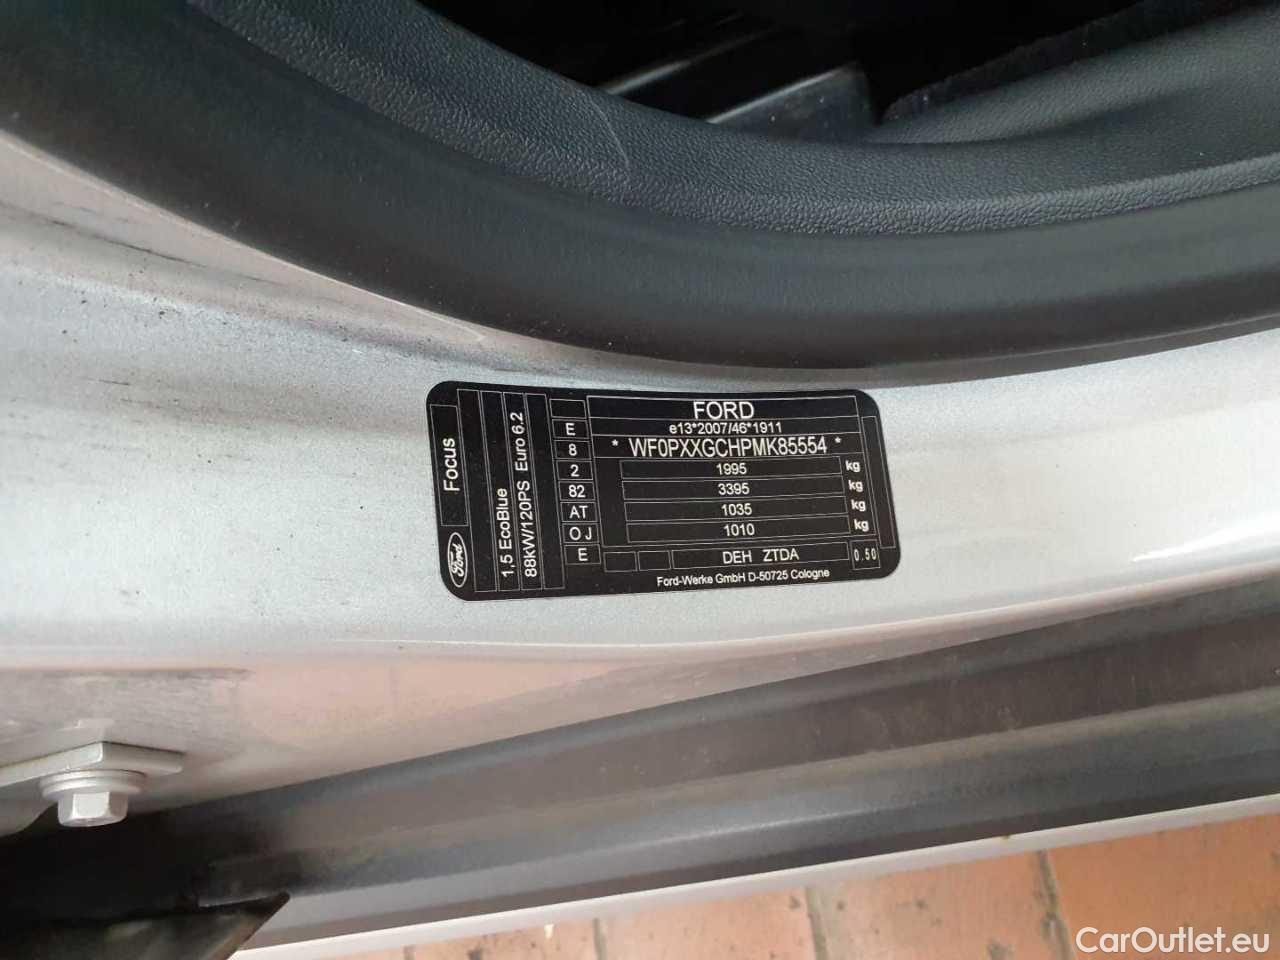 FORD
e13*2007/46*1911
* WF0PXXGCHPMK85554 *
1995 kg
3395 kg
1035 kg
1010 kg
DEH ZTDA
0.50
Ford-Werke GmbH D-50725 Cologne
E
8
2
82
AT
OJ
E
Focus
Ford
1,5 EcoBlue
88kW/120PS Euro 6.2
CarOutlet.eu